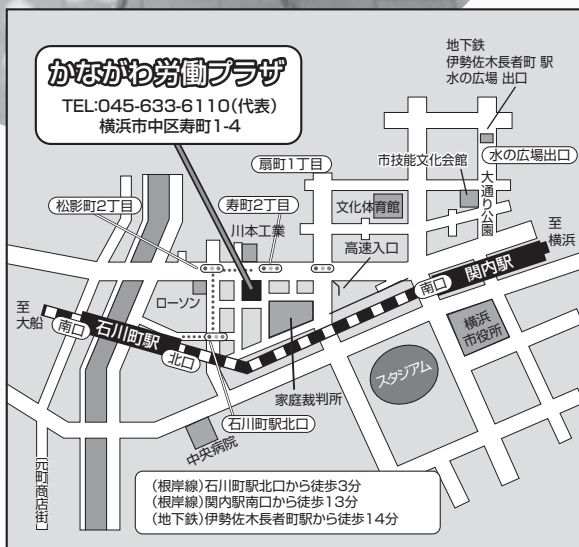 かながわ労働プラザ
TEL:045-633-6110(代表)
横浜市中区寿町1-4
地下鉄
伊勢佐木長者町 駅
水の広場 出口
扇町1丁目
市技能文化会館
水の広場出口
松影町2丁目
寿町2丁目
文化体育館
大通り公園
川本工業
高速入口
至
横浜
関内駅
南口
ローソン
至
大船
南口
石川町駅
北口
横浜
市役所
スタジアム
家庭裁判所
石川町駅北口
中央病院
[元町商店街]
(根岸線)石川町駅北口から徒歩3分
(根岸線)関内駅南口から徒歩13分
(地下鉄)伊勢佐木長者町駅から徒歩14分